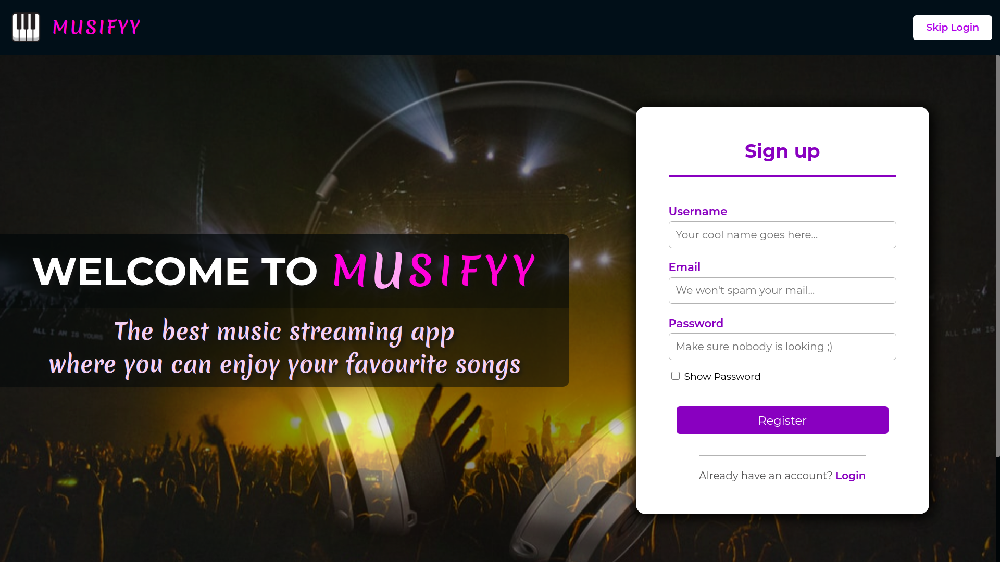 MUSIFYY
Skip Login
WELCOME TO MUSIFYY
The best music streaming app
where you can enjoy your favourite songs
ALL I AM IS YOURS
ALL I AM IS
Sign up
Username
Your cool name goes here...
Email
We won't spam your mail...
Password
Make sure nobody is looking ;)
Show Password
Register
Already have an account? Login